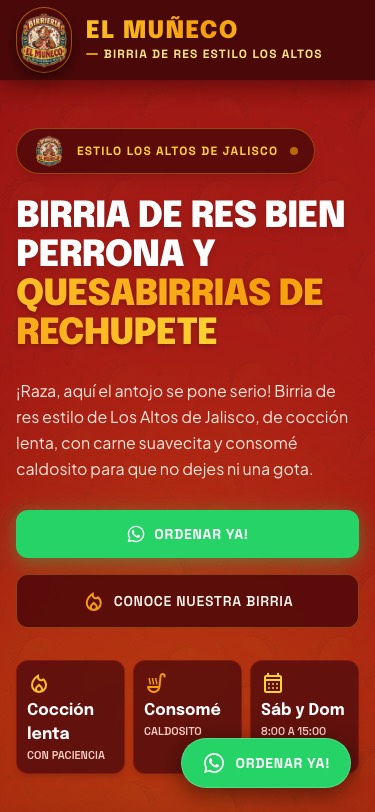 BIRRIERIA
EL MUÑECO
EL MUÑECO
— BIRRIA DE RES ESTILO LOS ALTOS
ESTILO LOS ALTOS DE JALISCO
BIRRIA DE RES BIEN
PERRONA Y
QUESABIRRIAS DE
RECHUPETE
¡Raza, aquí el antojo se pone serio! Birria de
res estilo de Los Altos de Jalisco, de cocción
lenta, con carne suavecita y consomé
caldosito para que no dejes ni una gota.
ORDENAR YA!
CONOCE NUESTRA BIRRIA
Cocción
lenta
CON PACIENCIA
Consomé
CALDOSITO
Sáb y Dom
8:00 A 15:00
ORDENAR YA!